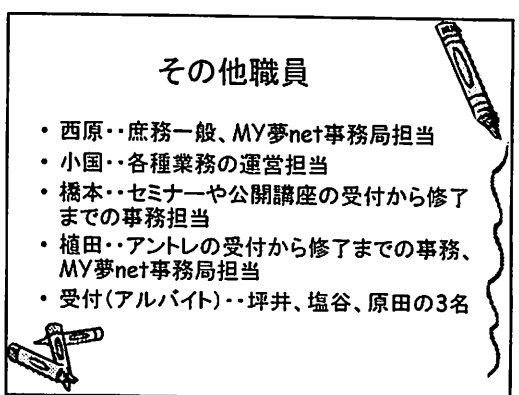 その他職員
• 西原・・庶務一般、MY夢net事務局担当
• 小国・・各種業務の運営担当
• 橋本・・セミナーや公開講座の受付から修了
までの事務担当
• 植田・・アントレの受付から修了までの事務、
MY夢net事務局担当
• 受付(アルバイト)・・坪井、塩谷、原田の3名